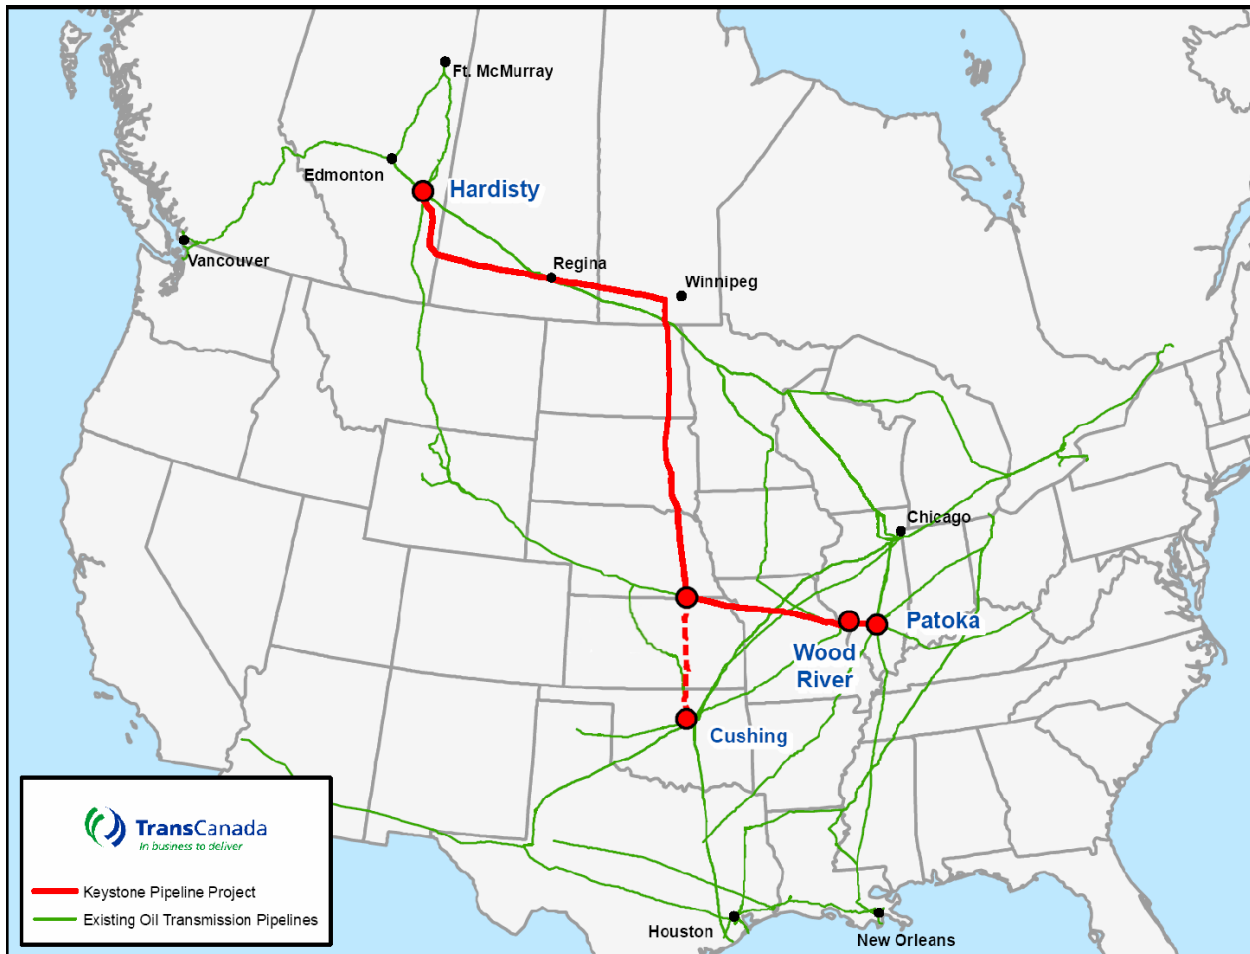 Ft. McMurray
Edmonton
Hardisty
Vancouver
Regina
Winnipeg
Chicago
Patoka
Wood
River
Cushing
TransCanada
In business to deliver
Keystone Pipeline Project
Existing Oil Transmission Pipelines
Houston
New Orleans